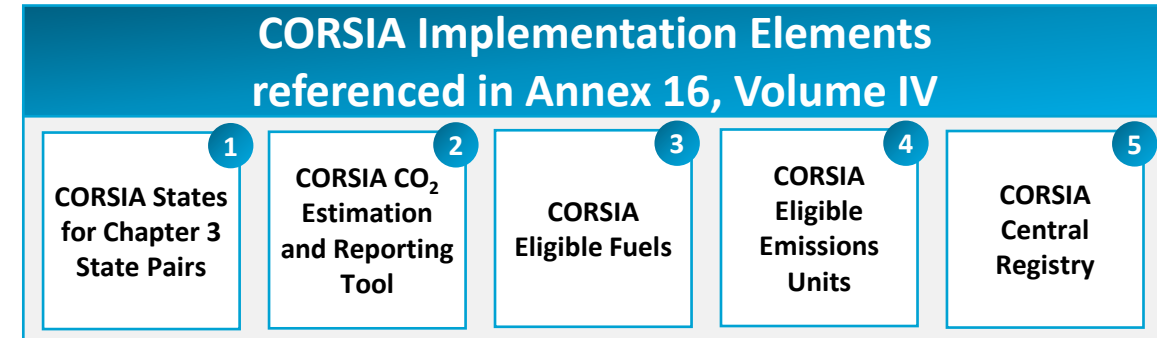 CORSIA Implementation Elements
referenced in Annex 16, Volume IV
1
CORSIA States
for Chapter 3
State Pairs
2
CORSIA CO₂
Estimation
and Reporting
Tool
3
CORSIA
Eligible Fuels
4
CORSIA
Eligible
Emissions
Units
5
CORSIA
Central
Registry